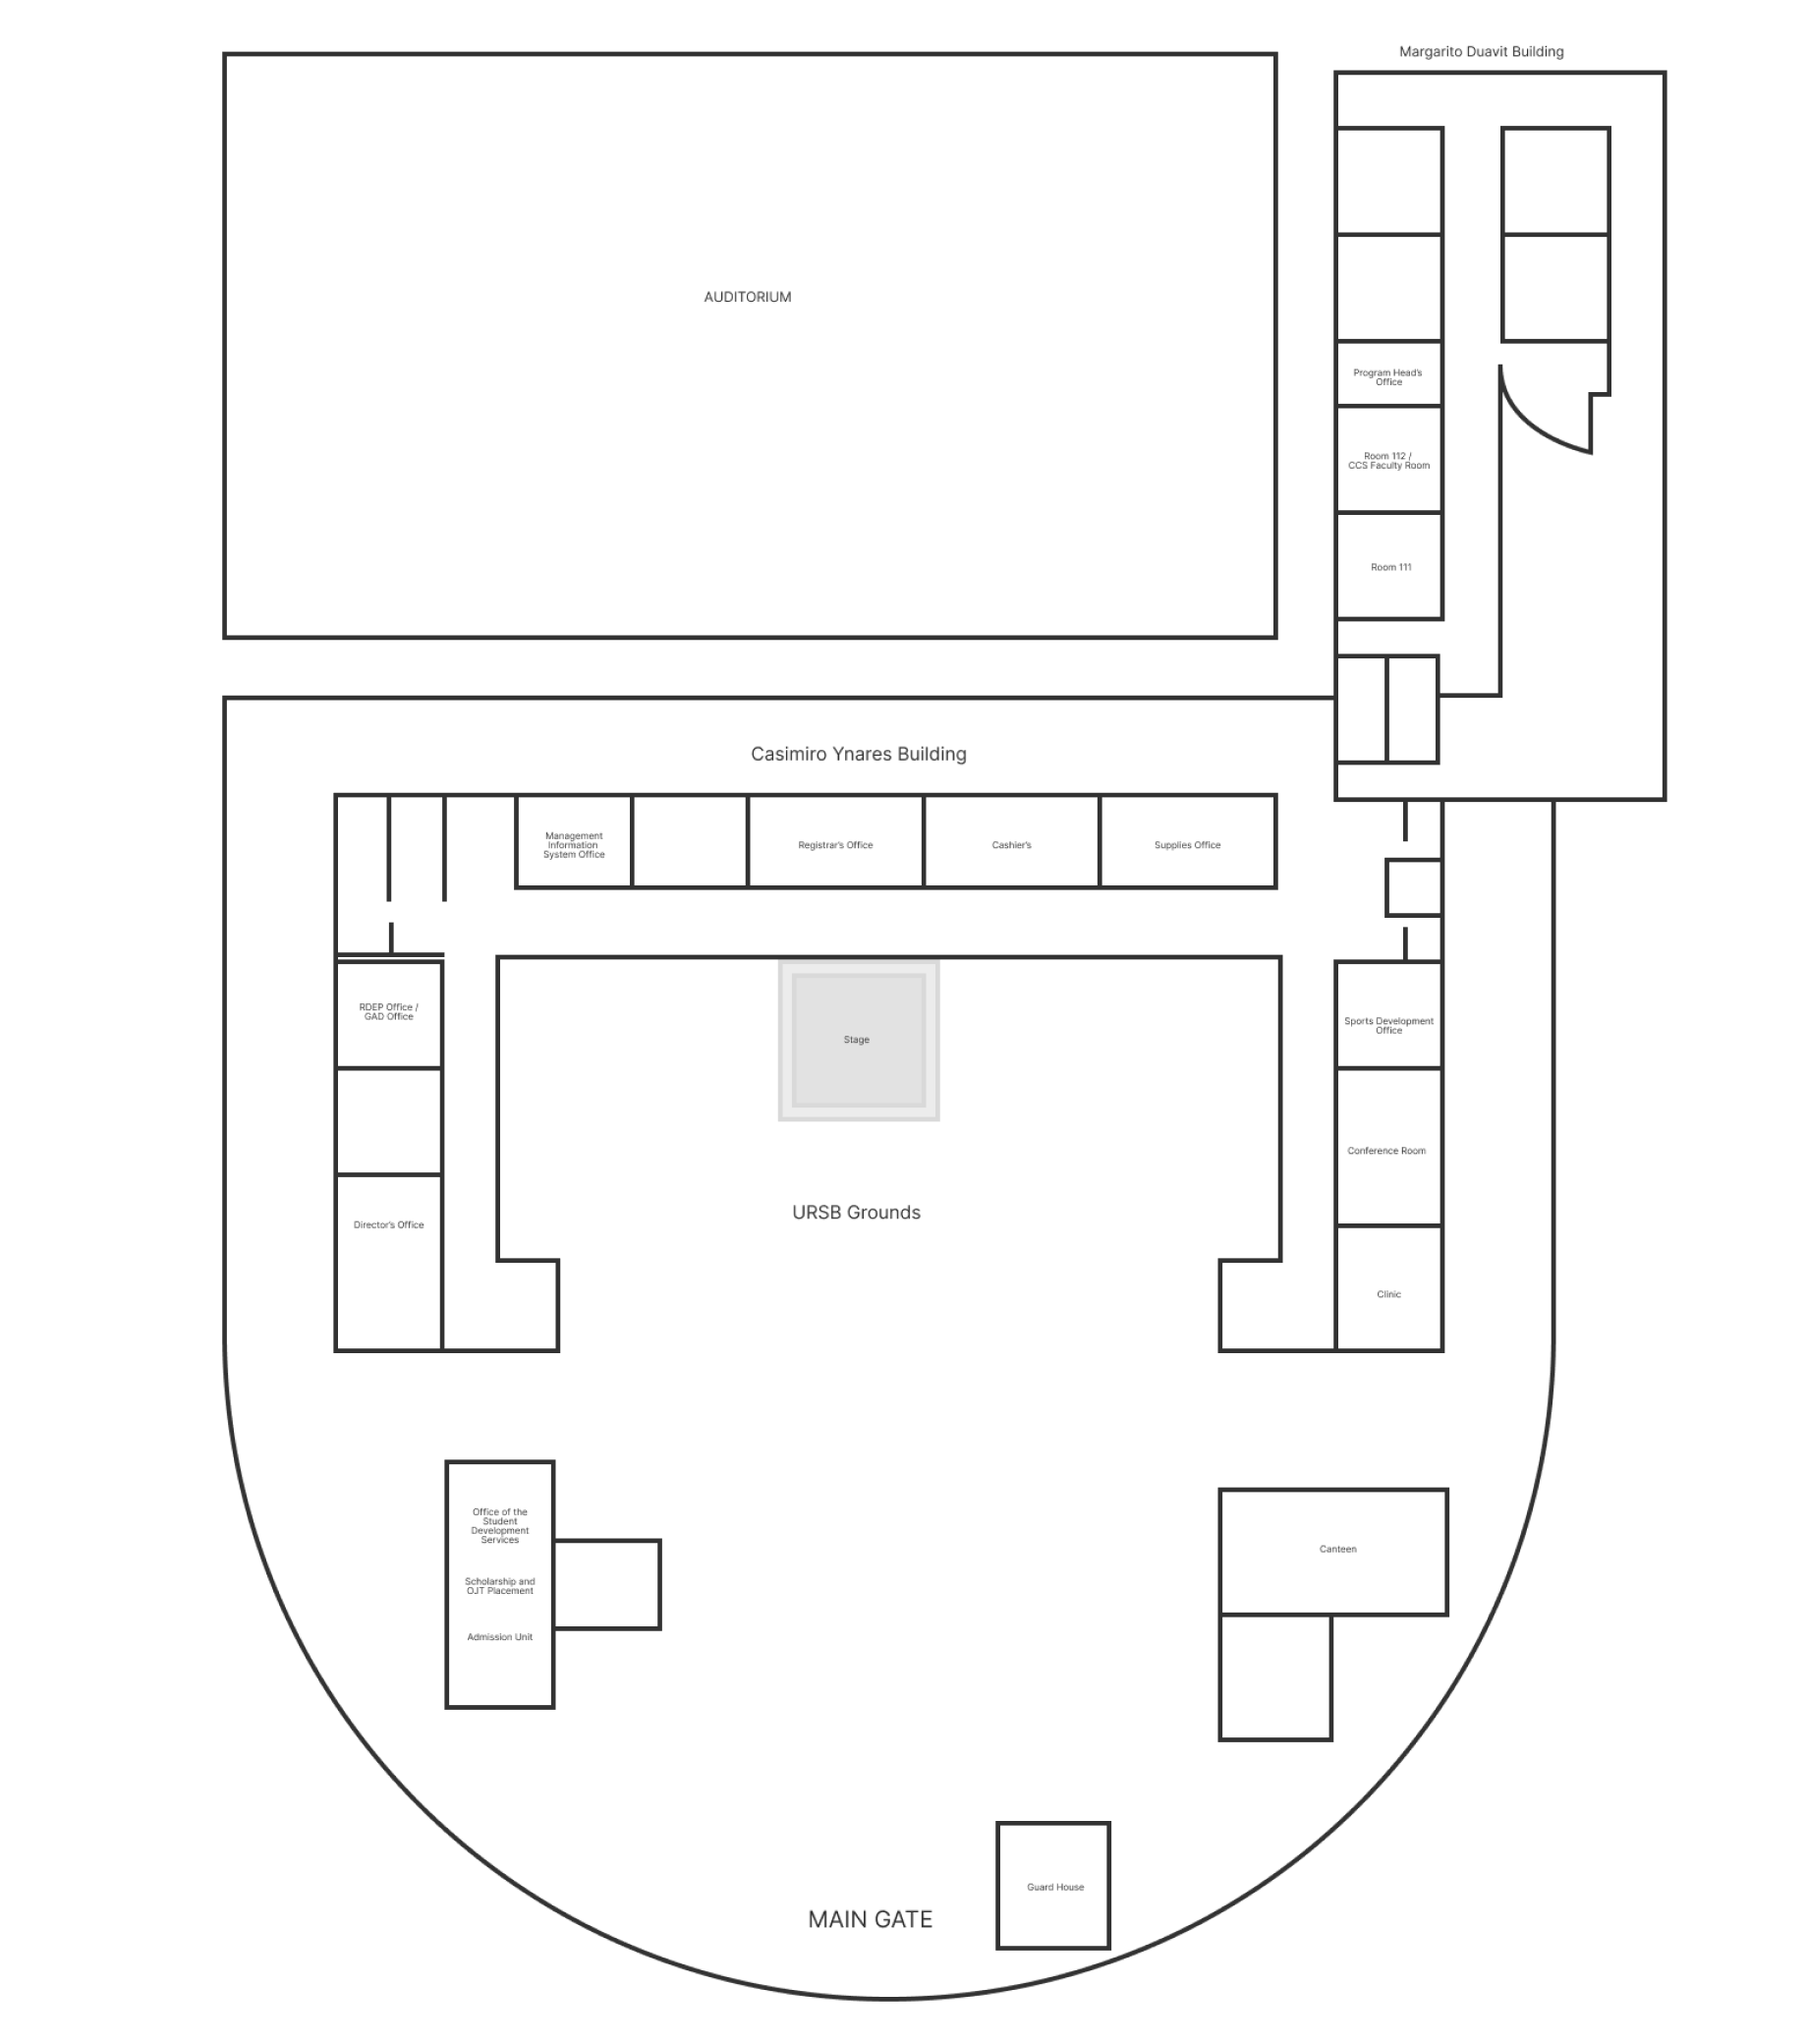 Margarito Duavit Building
AUDITORIUM
Program Head's
Office
Room 112 /
CCS Faculty Room
Room 111
Casimiro Ynares Building
Management
Information
System Office
Registrar's Office
Cashier's
Supplies Office
RDEP Office /
GAD Office
Stage
Sports Development
Office
Conference Room
URSB Grounds
Director's Office
Clinic
Office of the
Student
Development
Services
Scholarship and
OJT Placement
Admission Unit
Canteen
Guard House
MAIN GATE